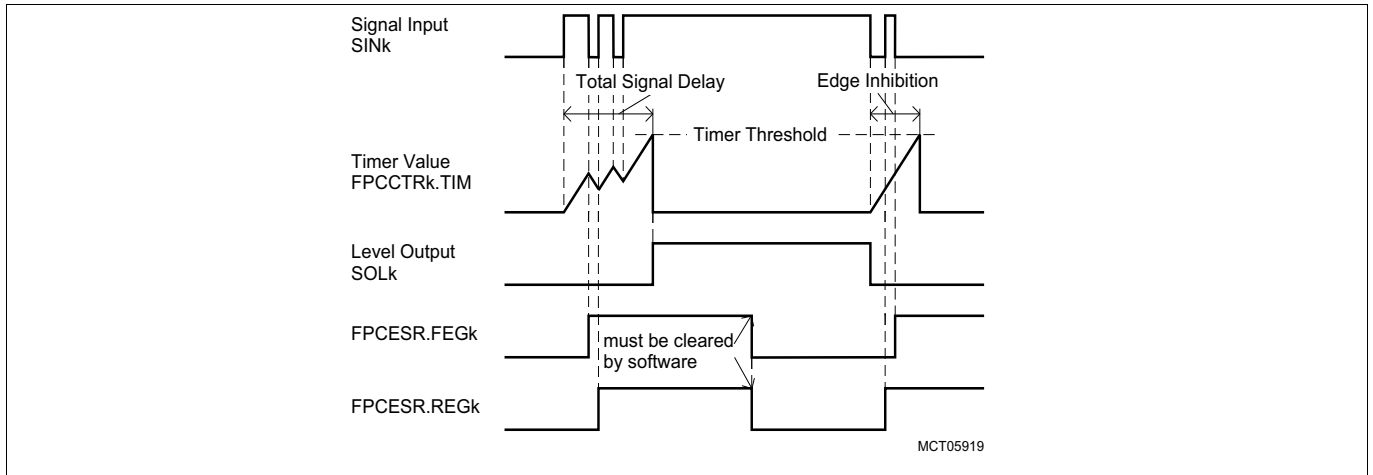 Signal Input
SINk
Total Signal Delay
Edge Inhibition
Timer Threshold
Timer Value
FPCCTRk.TIM
Level Output
SOLk
FPCESR.FEGk
must be cleared
by software
FPCESR.REGk
MCT05919